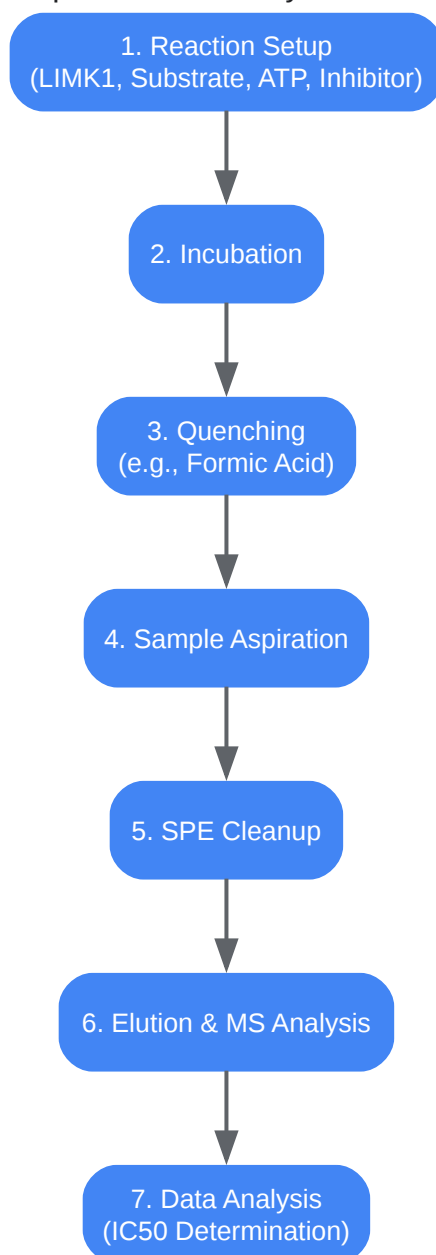 1. Reaction Setup
(LIMK1, Substrate, ATP, Inhibitor)
2. Incubation
3. Quenching
(e.g., Formic Acid)
4. Sample Aspiration
5. SPE Cleanup
6. Elution & MS Analysis
7. Data Analysis
(IC50 Determination)